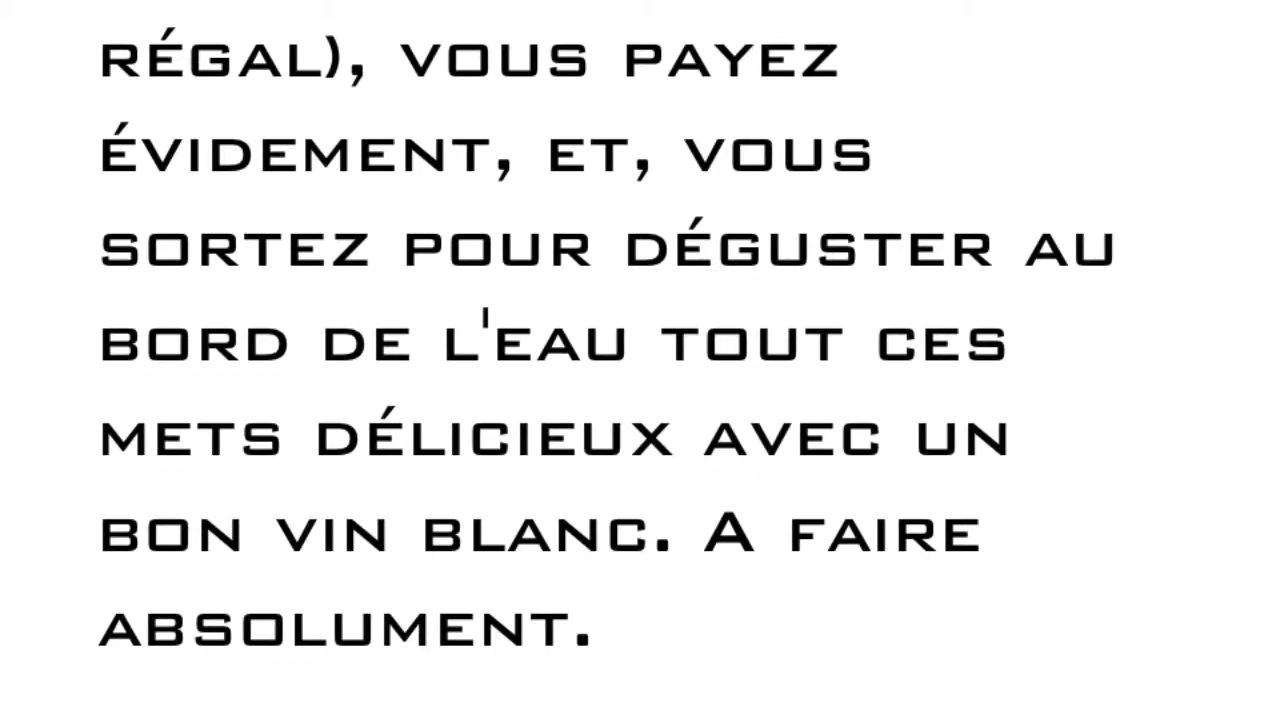 RÉGAL), VOUS PAYEZ
ÉVIDEMENT, ET, VOUS
SORTEZ POUR DÉGUSTER AU
BORD DE L'EAU TOUT CES
METS DÉLICIEUX AVEC UN
BON VIN BLANC. A FAIRE
ABSOLUMENT.